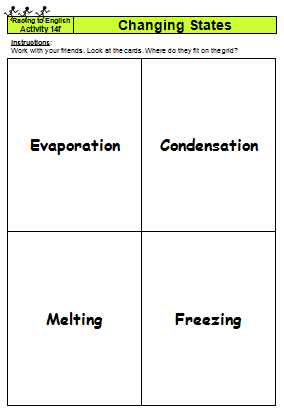 Racing to English
Activity 14f
Changing States
Instructions:
Work with your friends. Look at the cards. Where do they fit on the grid?
Evaporation
Condensation
Melting
Freezing